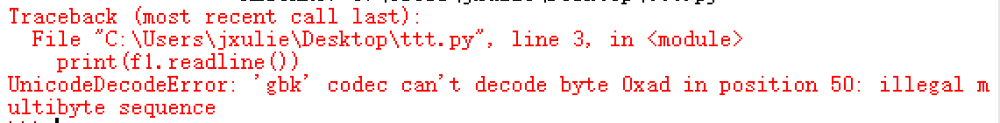 Traceback (most recent call last):
  File "C:\Users\jxulie\Desktop\ttt.py", line 3, in <module>
    print(f1.readline())
UnicodeDecodeError: 'gbk' codec can't decode byte 0xad in position 50: illegal m
ultibyte sequence